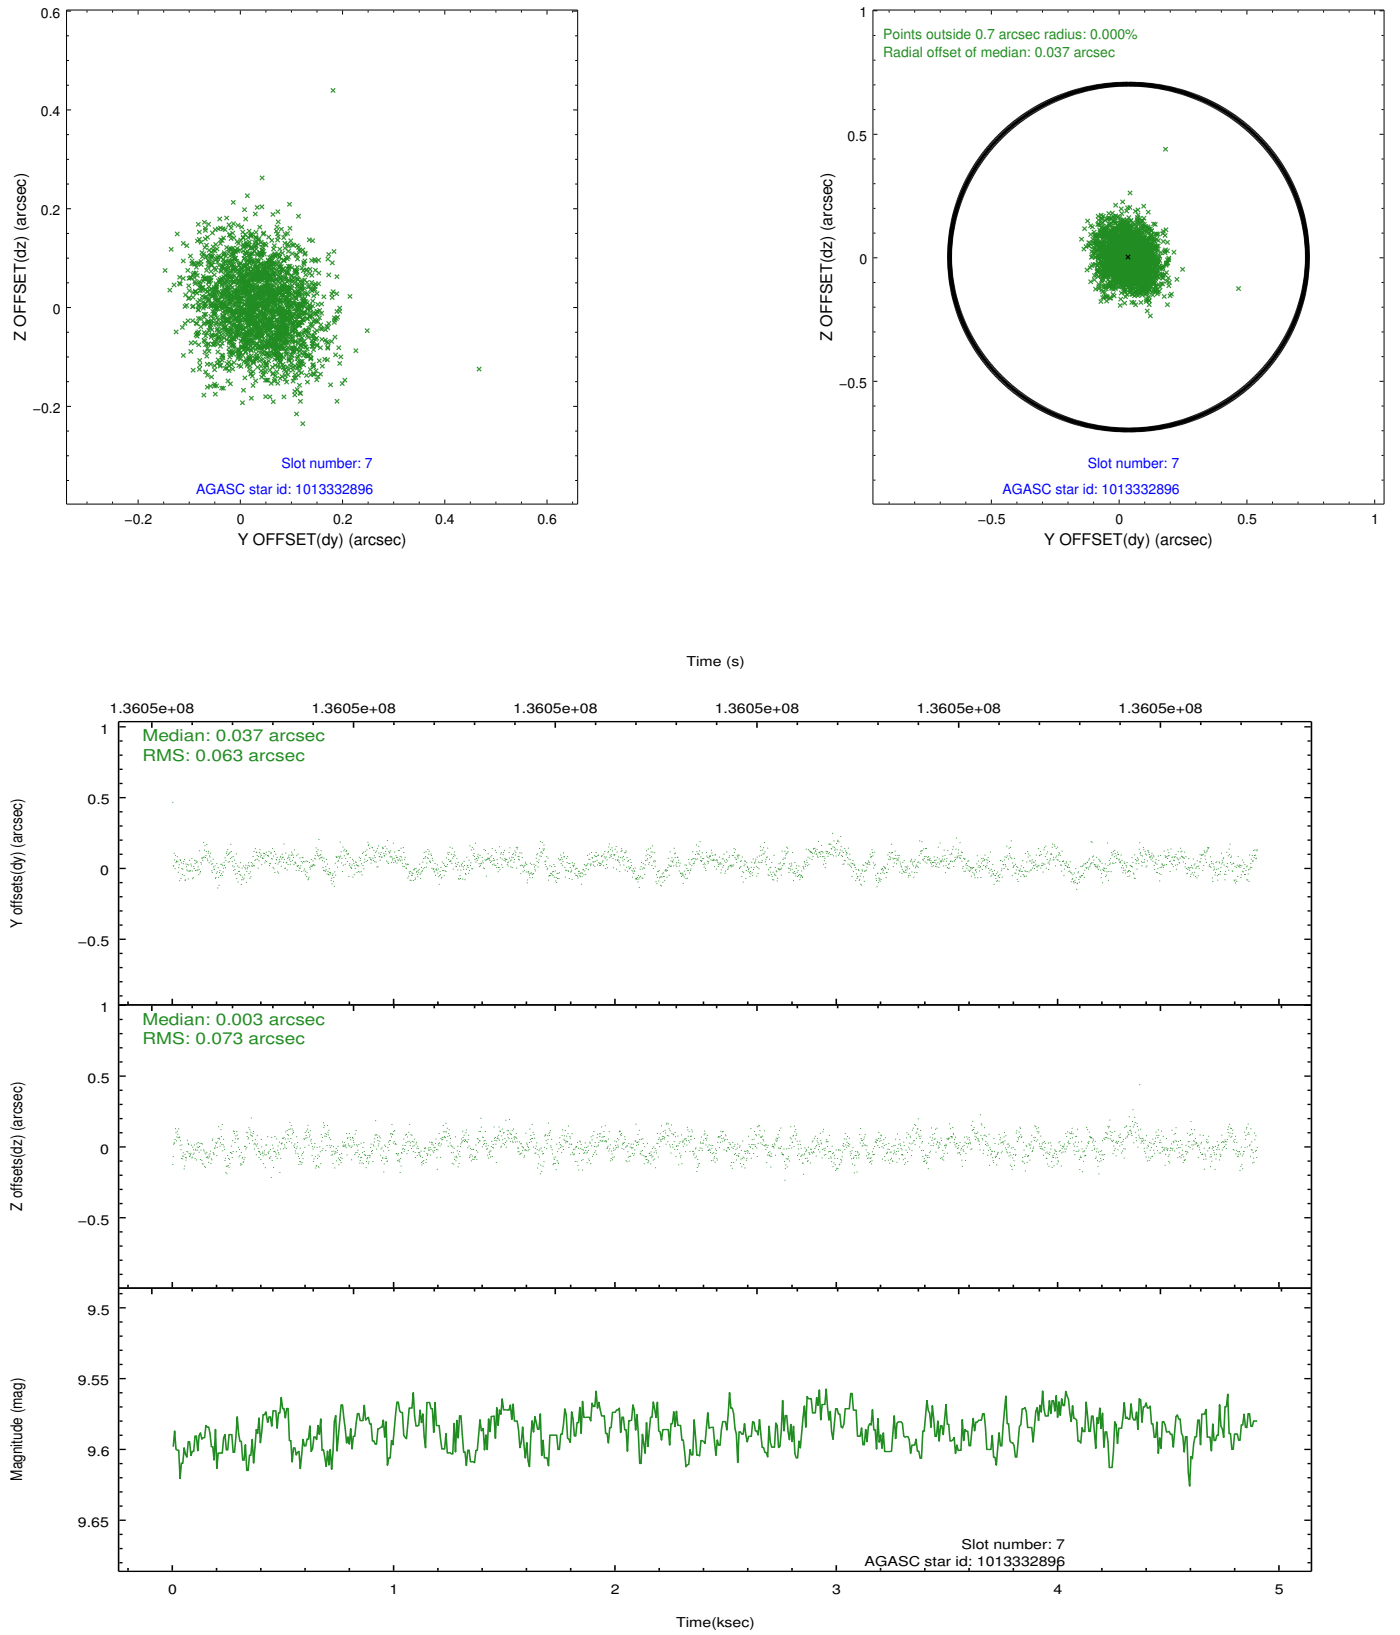 0.6
0.4
0.2
0
−0.2
Z OFFSET(dz) (arcsec)
Slot number: 7
AGASC star id: 1013332896
−0.2
0
0.2
0.4
0.6
Y OFFSET(dy) (arcsec)
1
0.5
0
−0.5
Z OFFSET(dz) (arcsec)
Points outside 0.7 arcsec radius: 0.000%
Radial offset of median: 0.037 arcsec
Slot number: 7
AGASC star id: 1013332896
−0.5
0
0.5
1
Y OFFSET(dy) (arcsec)
Time (s)
1.3605e+08
1.3605e+08
1.3605e+08
1.3605e+08
1.3605e+08
1.3605e+08
Y offsets(dy) (arcsec)
1
0.5
0
−0.5
Median: 0.037 arcsec
RMS: 0.063 arcsec
Z offsets(dz) (arcsec)
1
0.5
0
−0.5
Median: 0.003 arcsec
RMS: 0.073 arcsec
Magnitude (mag)
9.5
9.55
9.6
9.65
Slot number: 7
AGASC star id: 1013332896
0
1
2
3
4
5
Time(ksec)